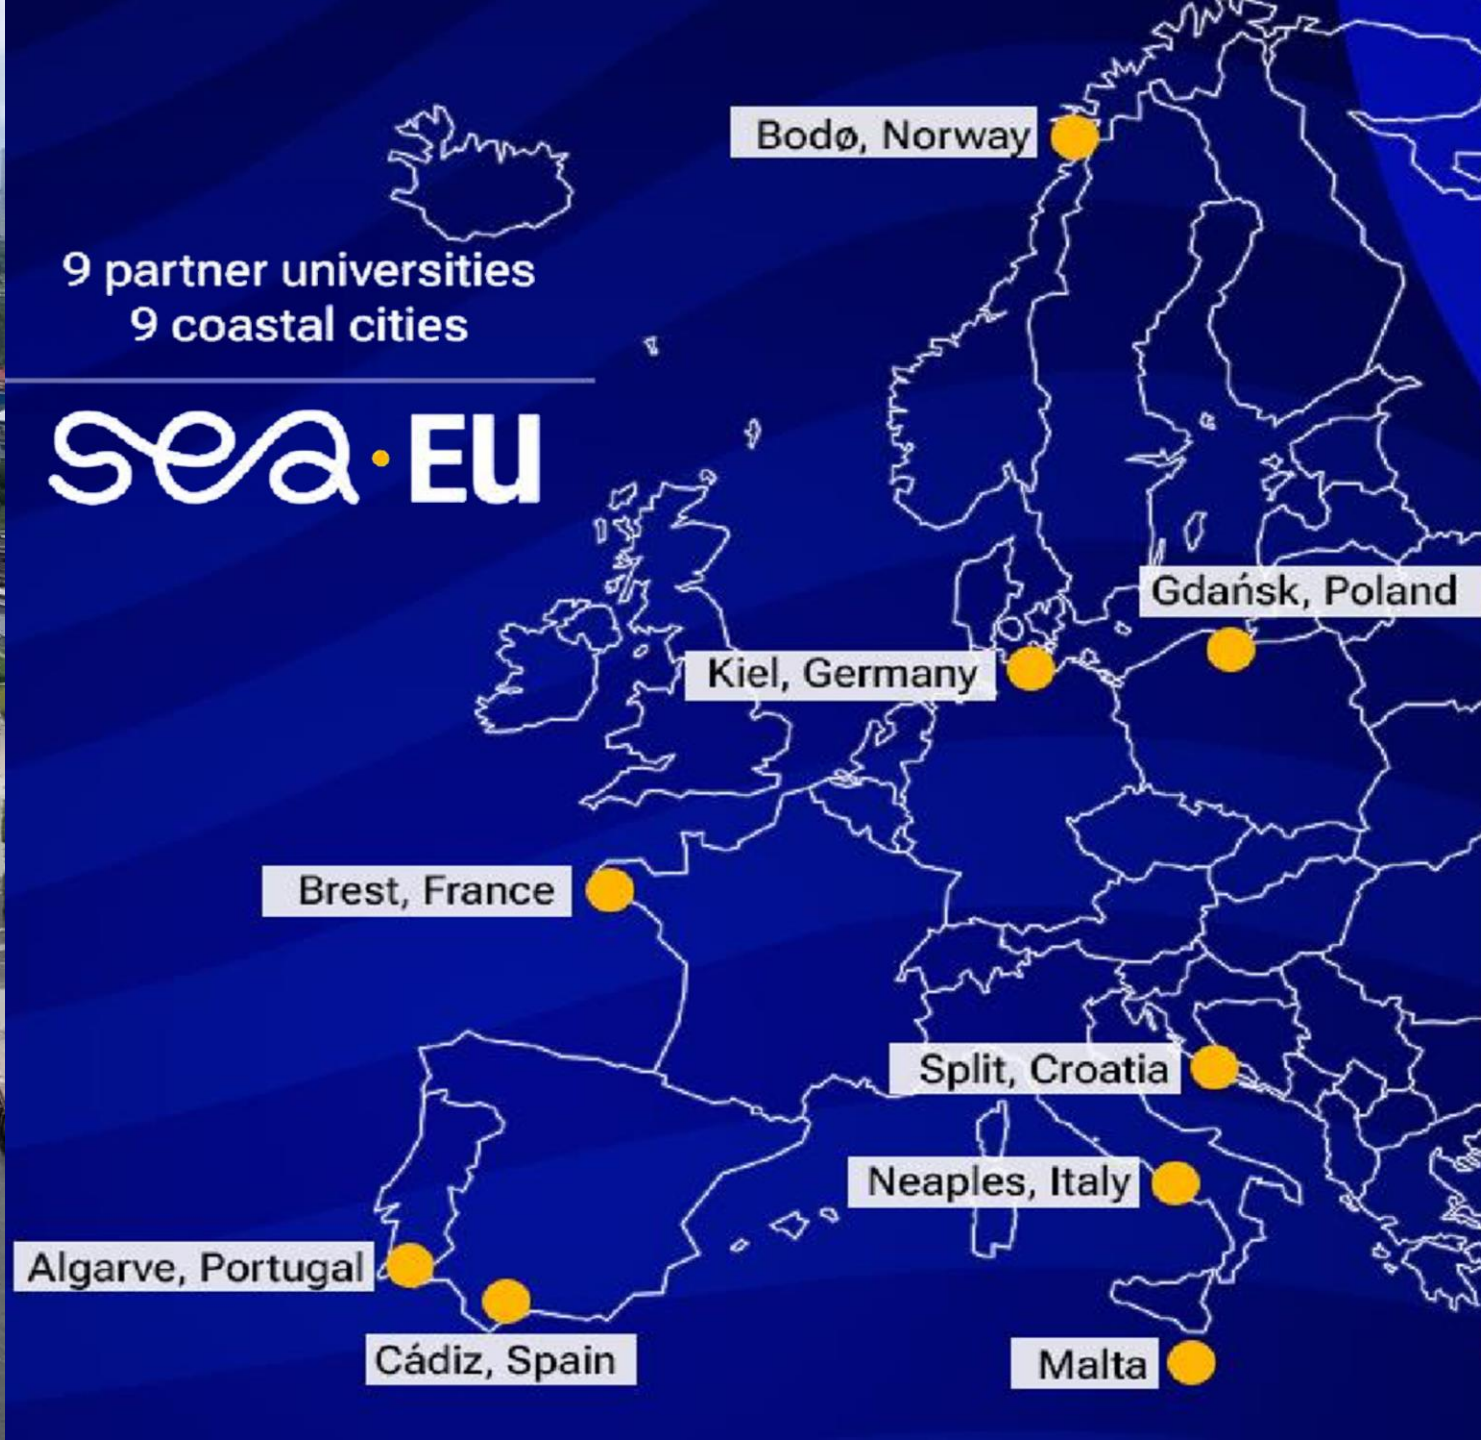 Bodø, Norway
9 partner universities
9 coastal cities
sea·EU
Gdańsk, Poland
Kiel, Germany
Brest, France
Split, Croatia
Neaples, Italy
Algarve, Portugal
Cádiz, Spain
Malta